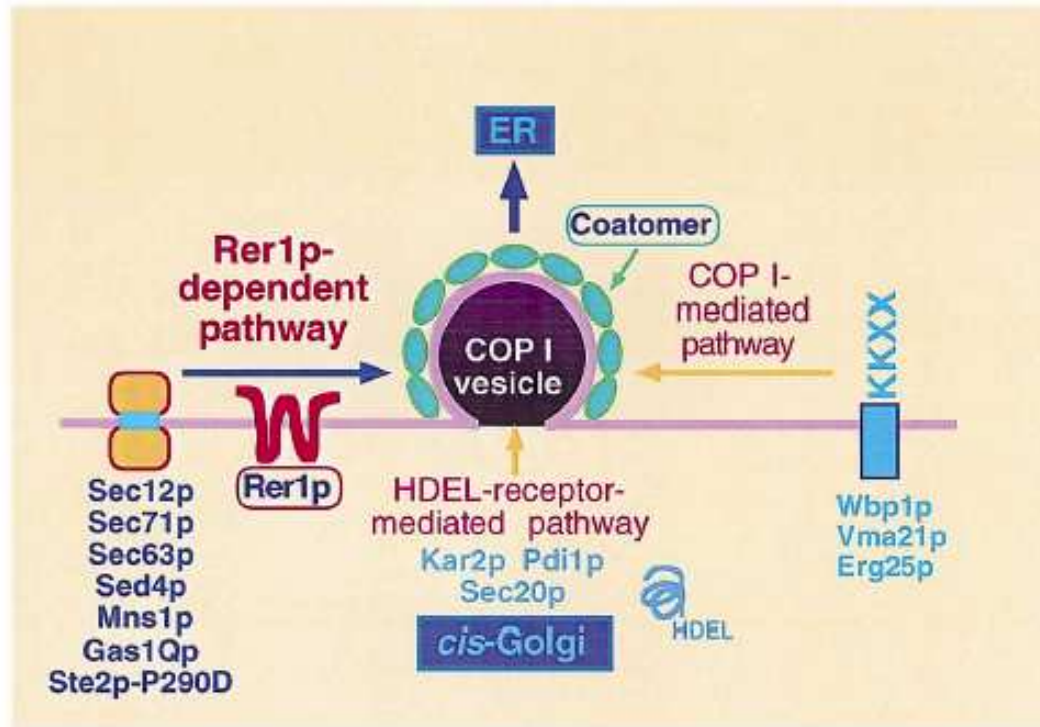 ER
Coatomer
Rer1p-
dependent
pathway
COP I-
mediated
pathway
KKXX
COP I
vesicle
Rer1p
Sec12p
Sec71p
Sec63p
Sed4p
Mns1p
Gas1Qp
Ste2p-P290D
HDEL-receptor-
mediated pathway
Kar2p Pdi1p
Sec20p
HDEL
cis-Golgi
Wbp1p
Vma21p
Erg25p